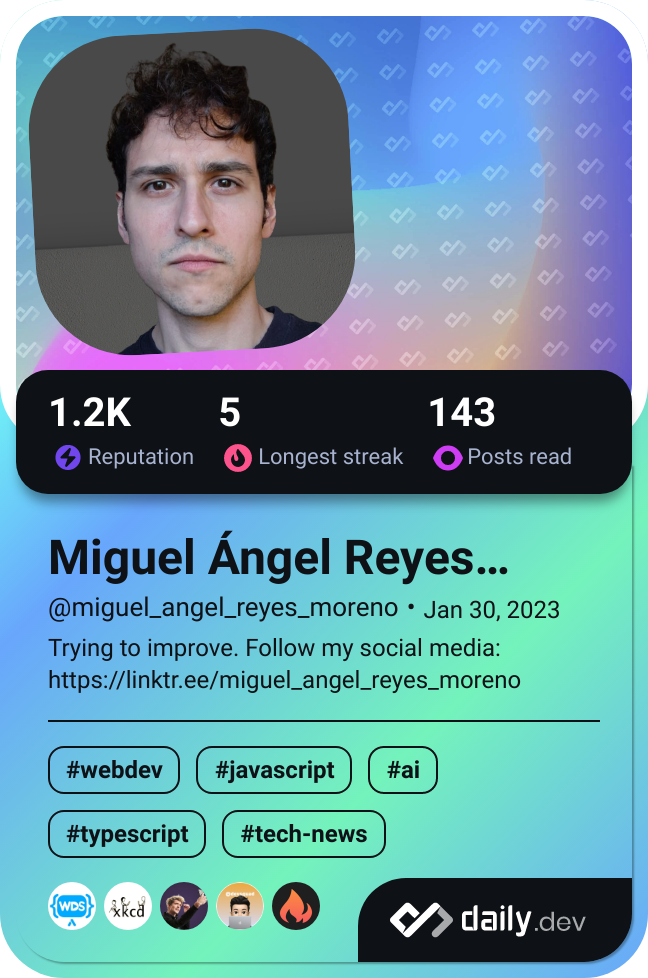 1.2K 5 143
Reputation Longest streak Posts read
Miguel Ángel Reyes...
@miguel_angel_reyes_moreno • Jan 30, 2023
Trying to improve. Follow my social media:
https://linktr.ee/miguel_angel_reyes_moreno
#webdev #javascript #ai
#typescript #tech-news
WDS xkcd
daily.dev